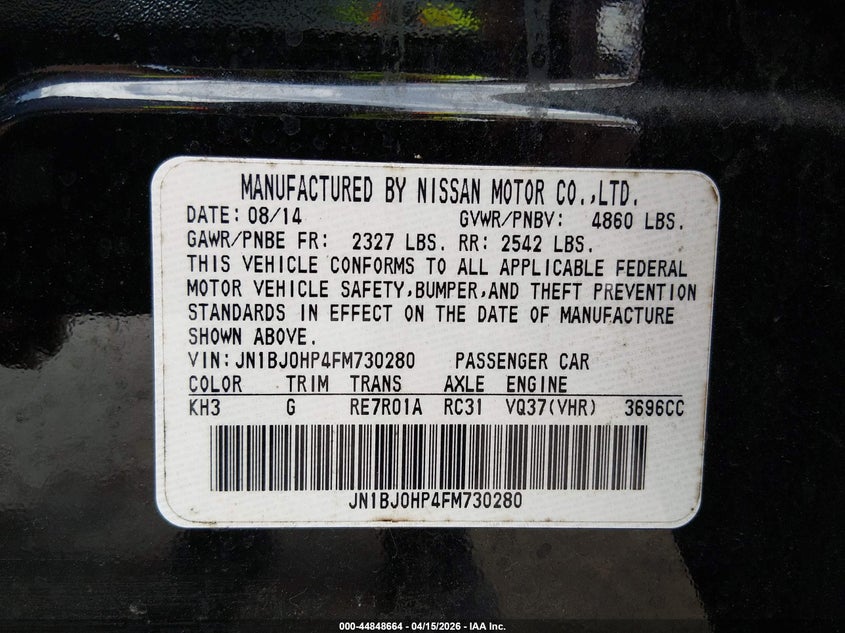 MANUFACTURED BY NISSAN MOTOR CO.,LTD.
DATE: 08/14 GVWR/PNBV: 4860 LBS.
GAWR/PNBE FR: 2327 LBS. RR: 2542 LBS.
THIS VEHICLE CONFORMS TO ALL APPLICABLE FEDERAL
MOTOR VEHICLE SAFETY,BUMPER,AND THEFT PREVENTION
STANDARDS IN EFFECT ON THE DATE OF MANUFACTURE
SHOWN ABOVE.
VIN: JN1BJ0HP4FM730280 PASSENGER CAR
COLOR TRIM TRANS AXLE ENGINE
KH3 G RE7R01A RC31 VQ37(VHR) 3696CC
JN1BJ0HP4FM730280
000-44848664 - 04/15/2026 - IAA Inc.